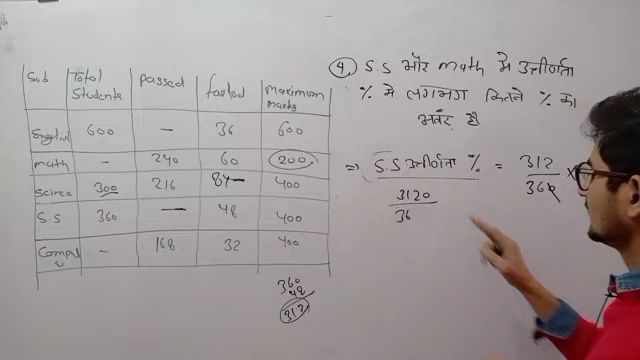 Sub Total Students Passed failed Maximum Marks
English 600 - 36 600
math - 240 60 200
Science 300 216 84 400
S.S 360 - 48 400
Comput 168 32 400
360
48
312
4, S.S और math मे उत्तीर्णता
% मे लगभग कितने % का
अंतर है
⇒ S.S उत्तीर्णता % = 312/360 ×
3120/36